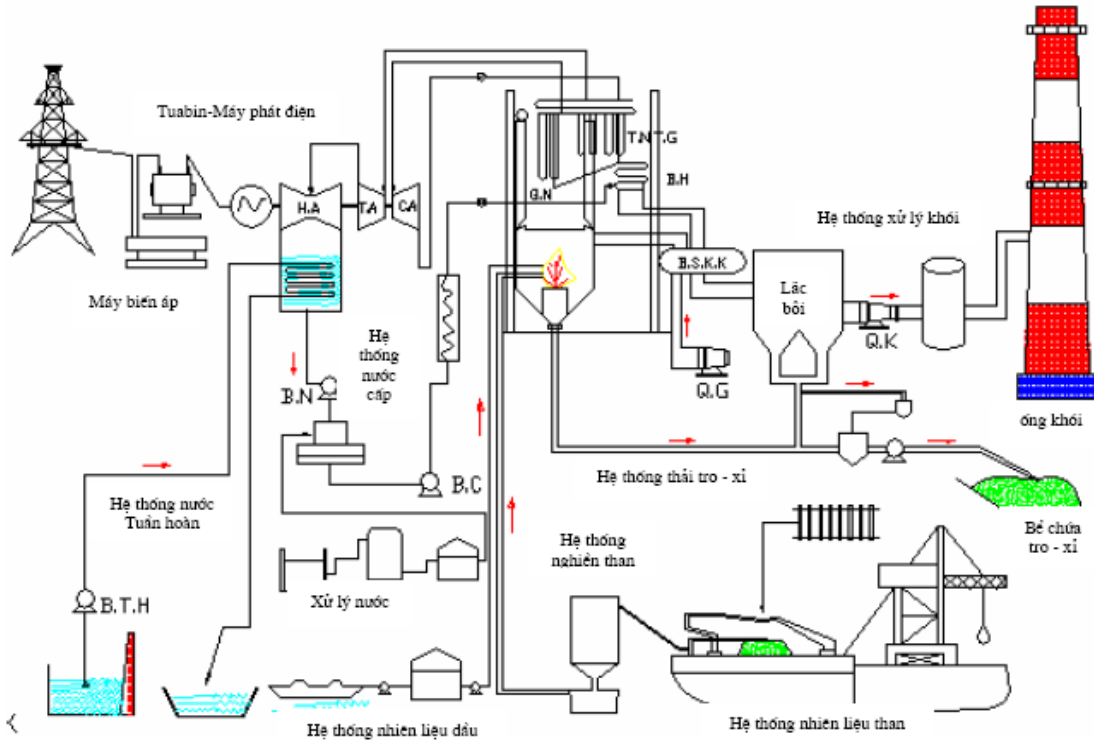 Tuabin-Máy phát điện
T.N.T.G
G.N
B.H
H.A
T.A
C.A
Hệ thống xử lý khói
B.S.K.K
Lăc
bôi
Máy biến áp
Hệ
thống
nước
cấp
Q.K
Q.G
B.N
ống khói
B.C
Hệ thống thải tro - xỉ
Hệ thống nước
Tuần hoàn
Bể chứa
tro - xỉ
Hệ thống
nghiền than
B.T.H
Xử lý nước
Hệ thống nhiên liệu dầu
Hệ thống nhiên liệu than